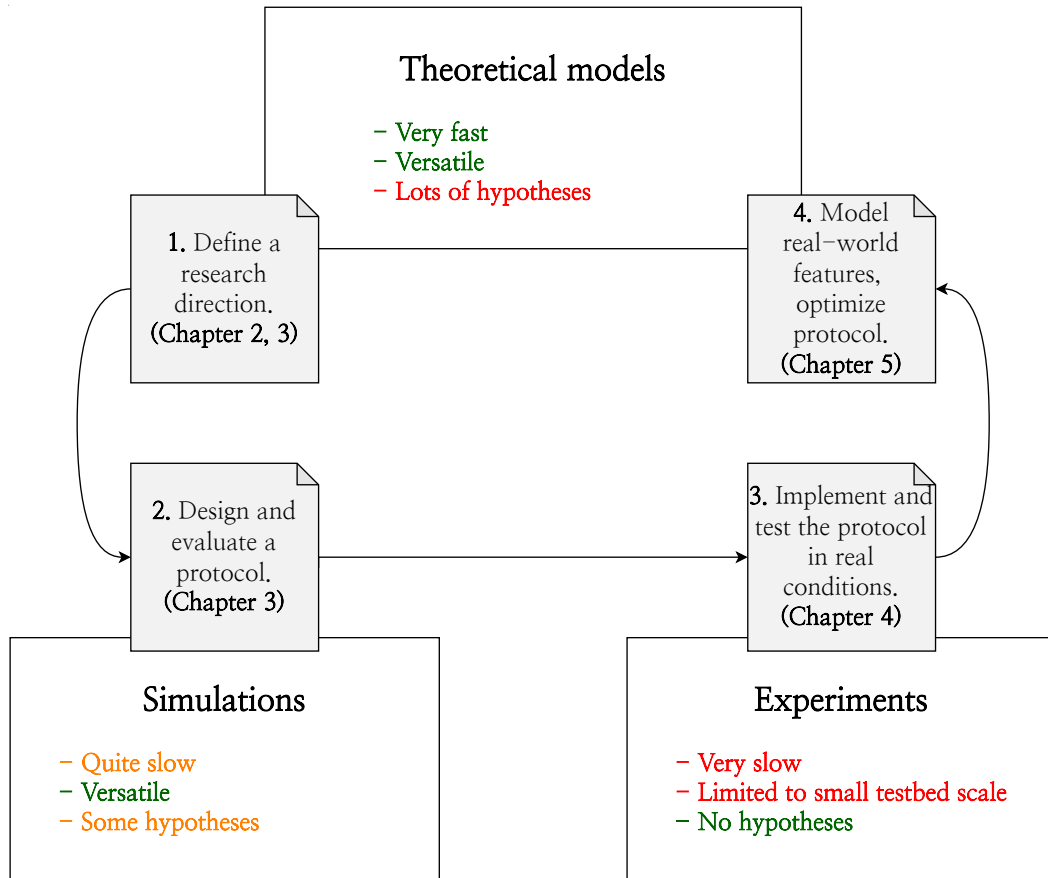 Theoretical models
- Very fast
- Versatile
- Lots of hypotheses
1. Define a
research
direction.
(Chapter 2, 3)
4. Model
real-world
features,
optimize
protocol.
(Chapter 5)
2. Design and
evaluate a
protocol.
(Chapter 3)
3. Implement and
test the protocol
in real
conditions.
(Chapter 4)
Simulations
- Quite slow
- Versatile
- Some hypotheses
Experiments
- Very slow
- Limited to small testbed scale
- No hypotheses